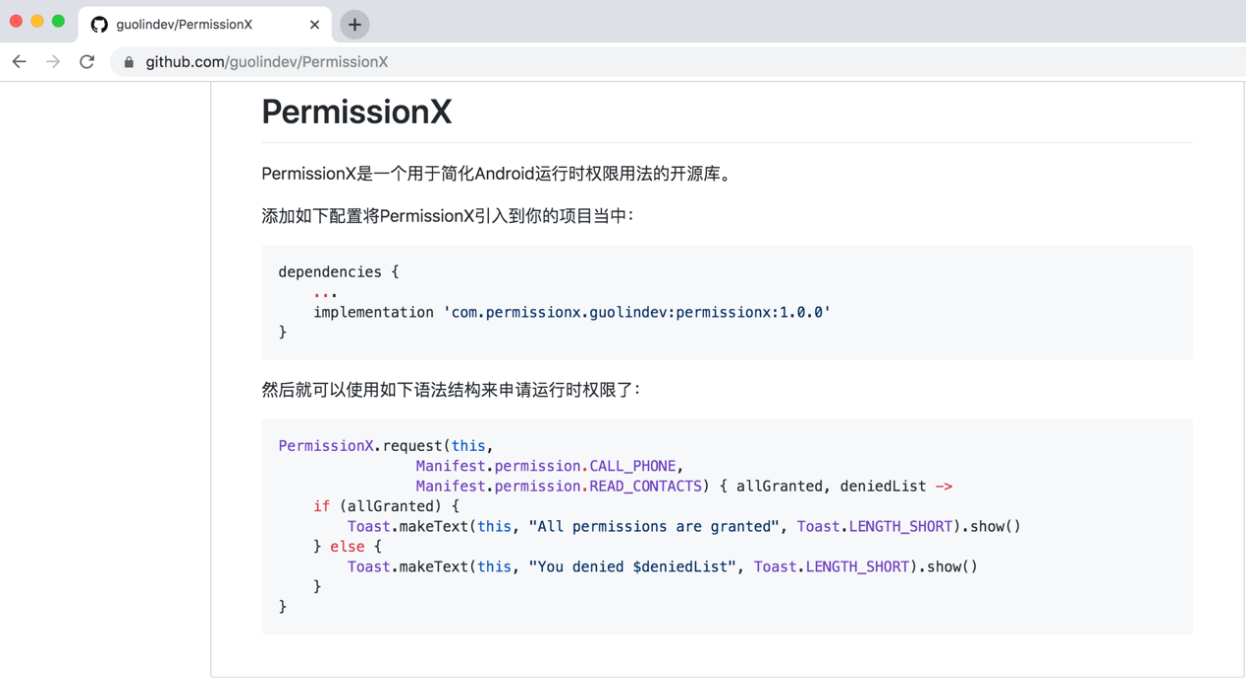 guolindev/PermissionX
github.com/guolindev/PermissionX
PermissionX
PermissionX是一个用于简化Android运行时权限用法的开源库。
添加如下配置将PermissionX引入到你的项目当中：
dependencies {
    ...
    implementation 'com.permissionx.guolindev:permissionx:1.0.0'
}
然后就可以使用如下语法结构来申请运行时权限了：
PermissionX.request(this,
                Manifest.permission.CALL_PHONE,
                Manifest.permission.READ_CONTACTS) { allGranted, deniedList ->
    if (allGranted) {
        Toast.makeText(this, "All permissions are granted", Toast.LENGTH_SHORT).show()
    } else {
        Toast.makeText(this, "You denied $deniedList", Toast.LENGTH_SHORT).show()
    }
}